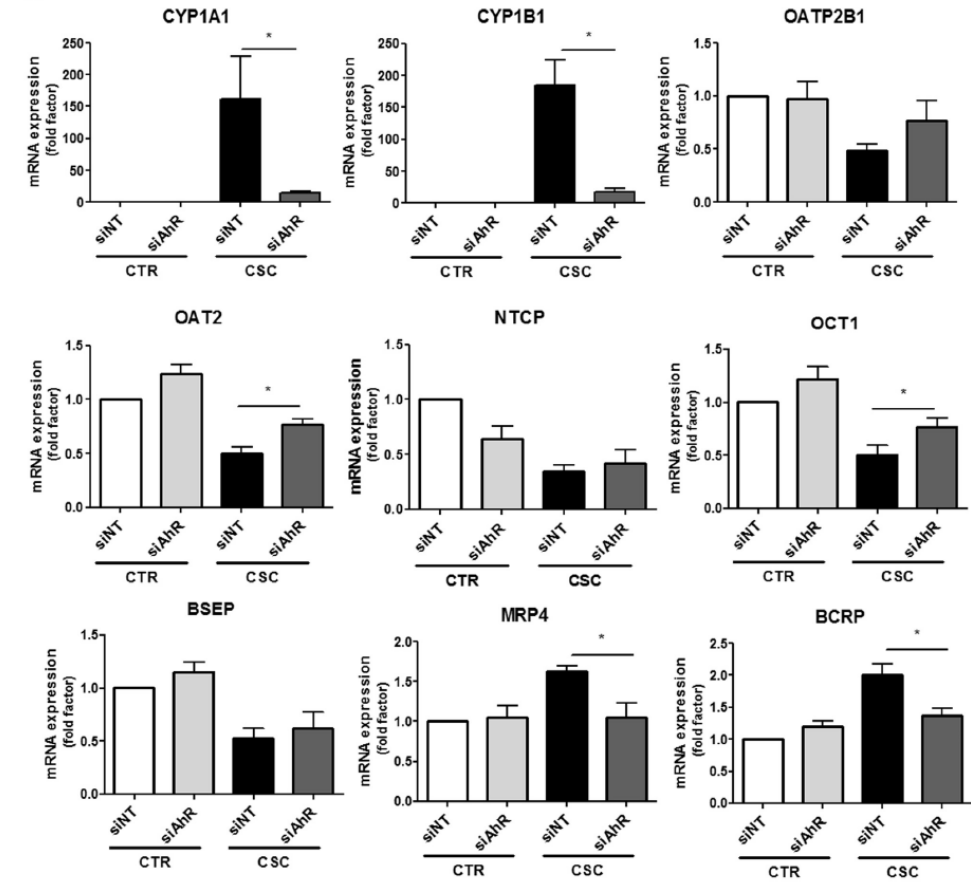 CYP1A1
mRNA expression
(fold factor)
250
200
150
100
50
0
*
siNT
siAhR
siNT
siAhR
CTR
CSC
CYP1B1
mRNA expression
(fold factor)
250
200
150
100
50
0
*
siNT
siAhR
siNT
siAhR
CTR
CSC
OATP2B1
mRNA expression
(fold factor)
1.5
1.0
0.5
0.0
siNT
siAhR
siNT
siAhR
CTR
CSC
OAT2
mRNA expression
(fold factor)
1.5
1.0
0.5
0.0
*
siNT
siAhR
siNT
siAhR
CTR
CSC
NTCP
mRNA expression
(fold factor)
1.5
1.0
0.5
0.0
siNT
siAhR
siNT
siAhR
CTR
CSC
OCT1
mRNA expression
(fold factor)
1.5
1.0
0.5
0.0
*
siNT
siAhR
siNT
siAhR
CTR
CSC
BSEP
mRNA expression
(fold factor)
1.5
1.0
0.5
0.0
siNT
siAhR
siNT
siAhR
CTR
CSC
MRP4
mRNA expression
(fold factor)
2.0
1.5
1.0
0.5
0.0
*
siNT
siAhR
siNT
siAhR
CTR
CSC
BCRP
mRNA expression
(fold factor)
2.5
2.0
1.5
1.0
0.5
0.0
*
siNT
siAhR
siNT
siAhR
CTR
CSC